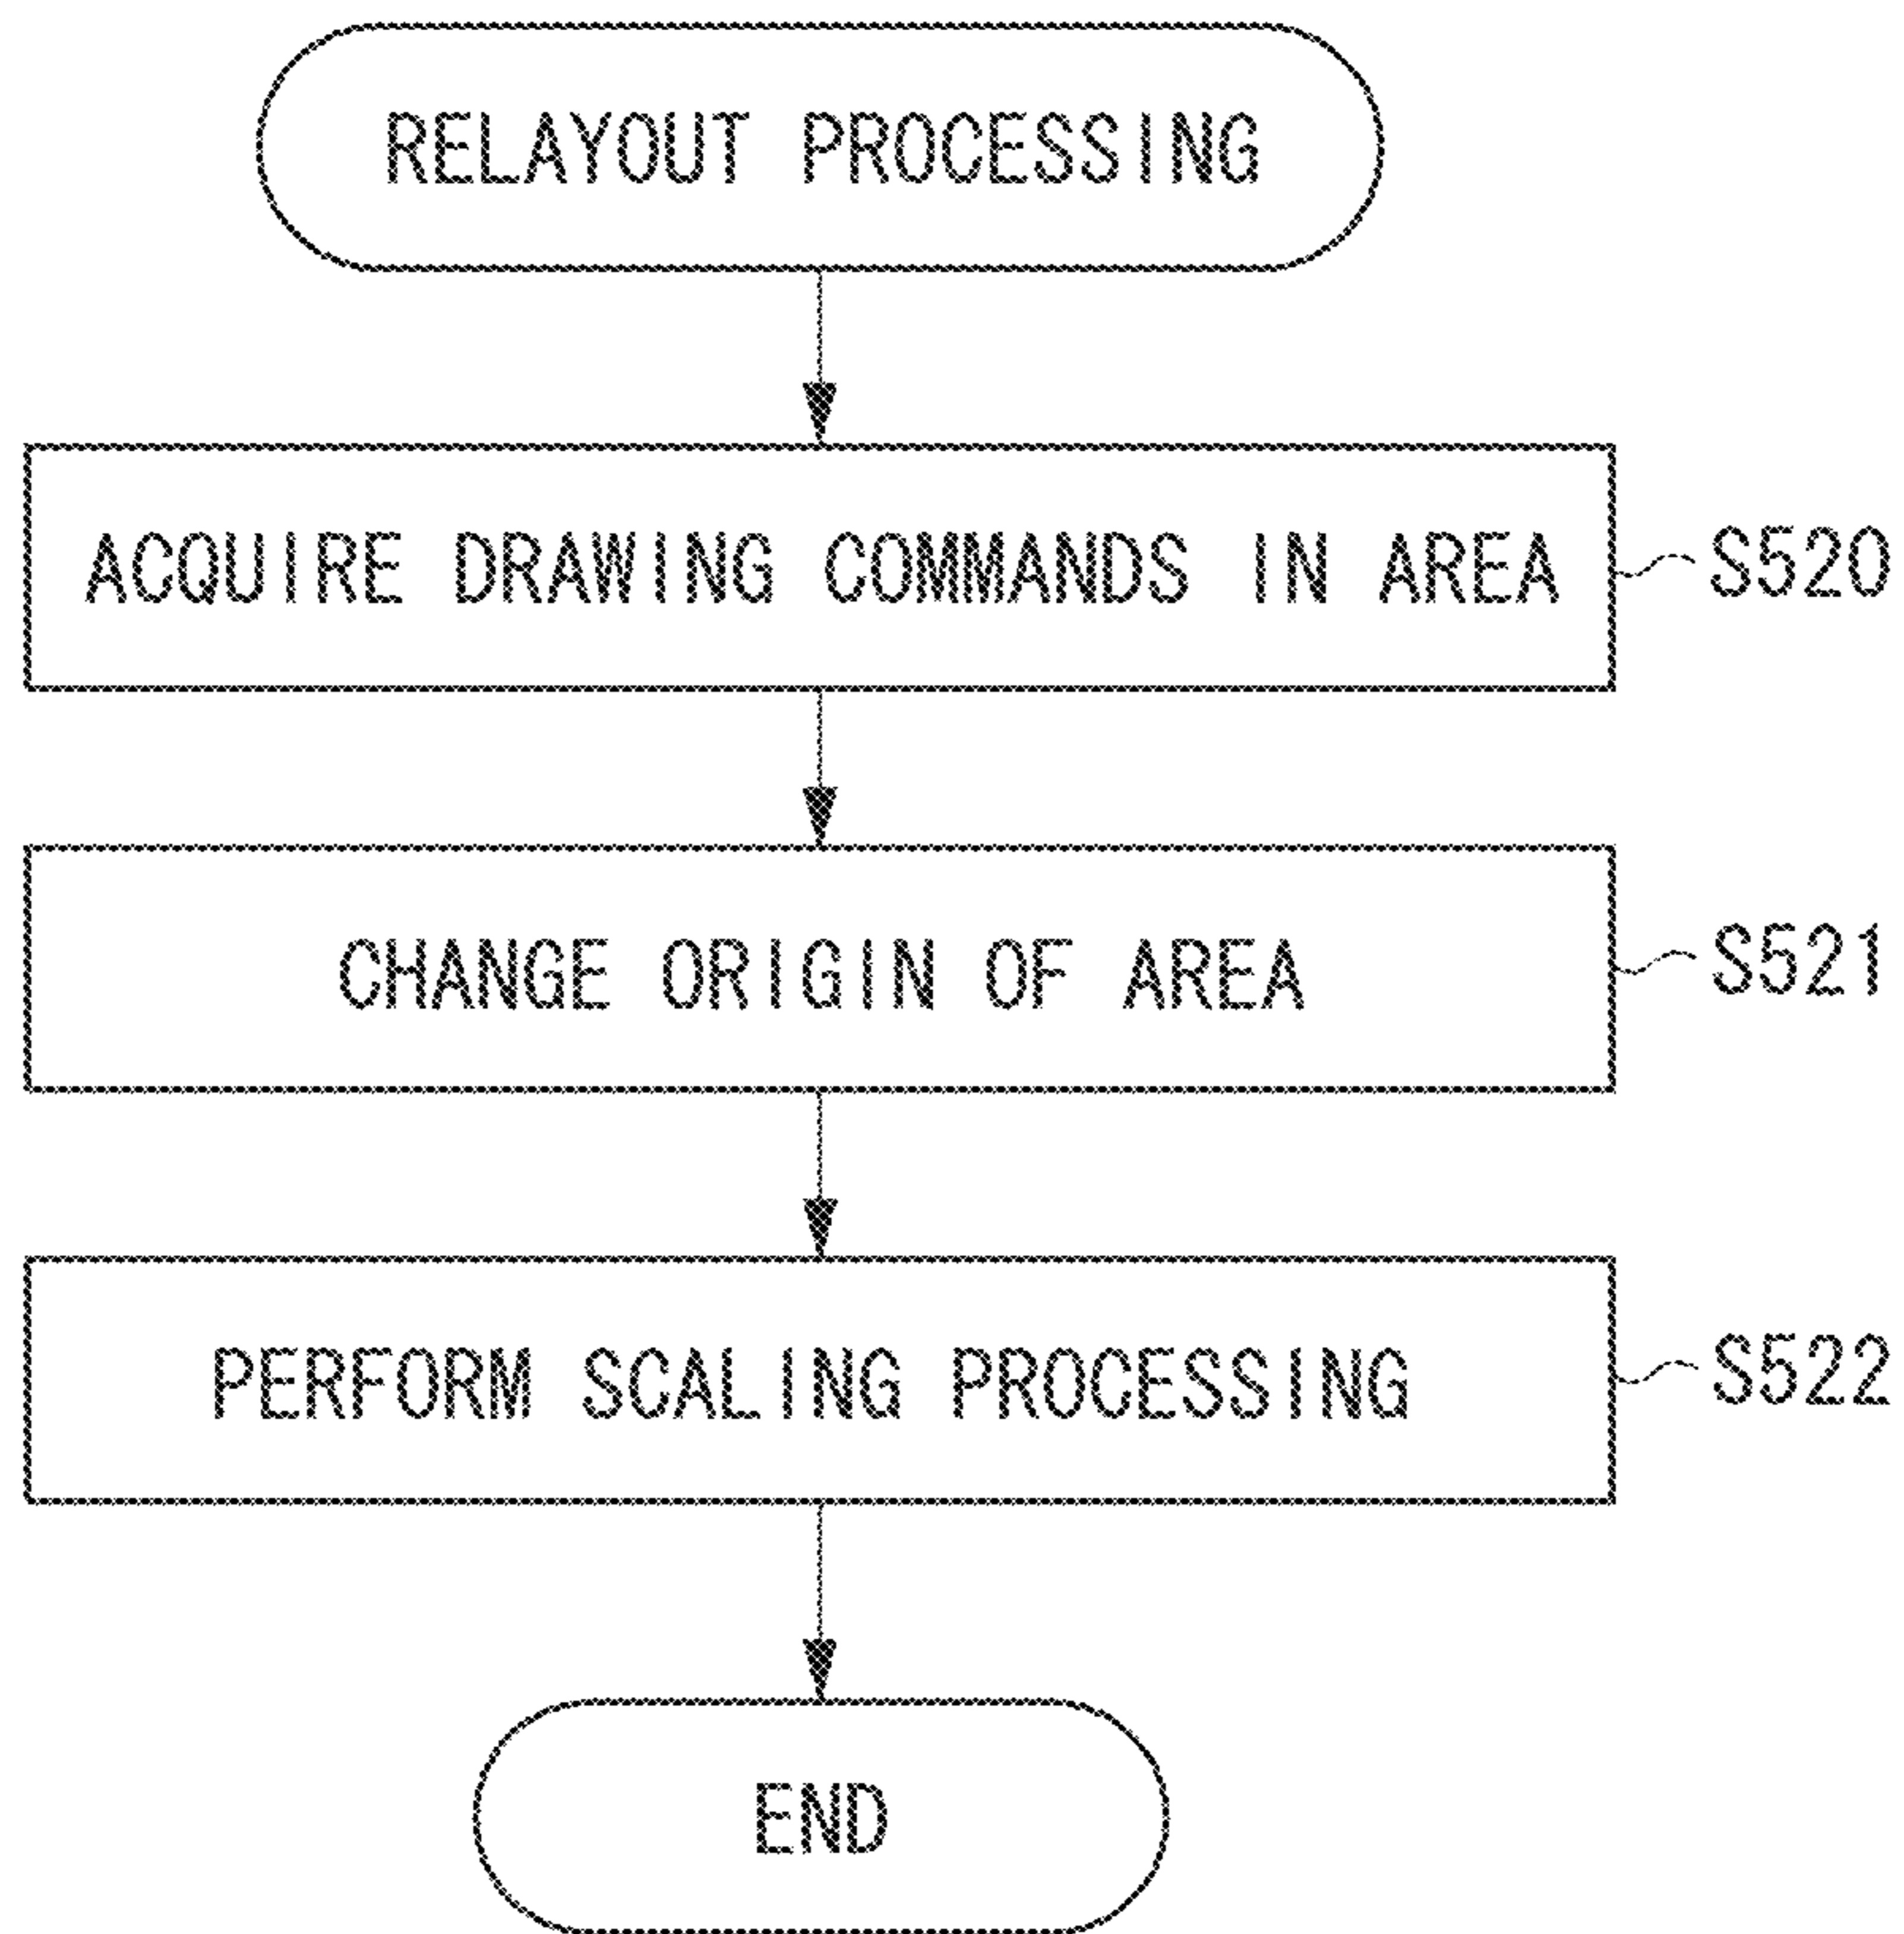 RELAYOUT PROCESSING
ACQUIRE DRAWING COMMANDS IN AREA
S520
CHANGE ORIGIN OF AREA
S521
PERFORM SCALING PROCESSING
S522
END